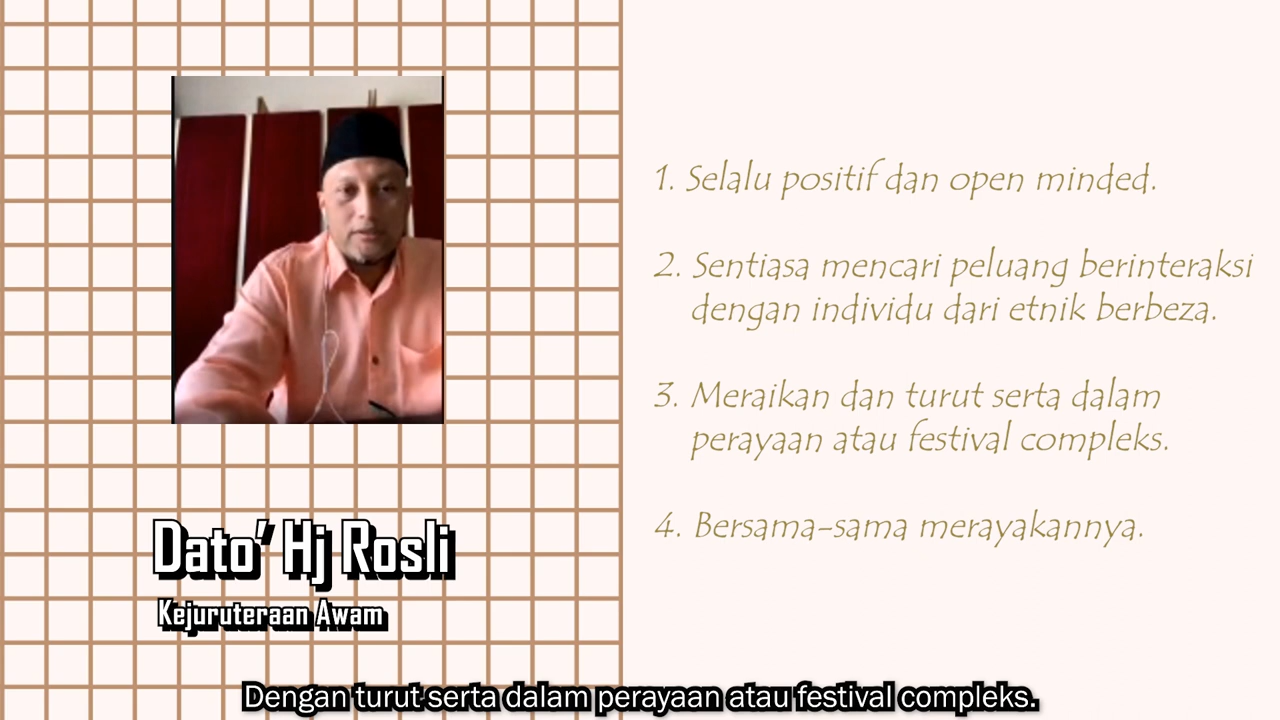 1. Selalu positif dan open minded.
2. Sentiasa mencari peluang berinteraksi
dengan individu dari etnik berbeza.
3. Meraikan dan turut serta dalam
perayaan atau festival compleks.
4. Bersama-sama merayakannya.
Dato' Hj Rosli
Kejuruteraan Awam
Dengan turut serta dalam perayaan atau festival compleks.